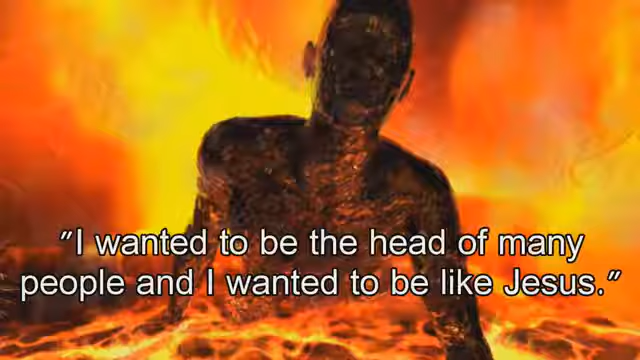 "I wanted to be the head of many
people and I wanted to be like Jesus."